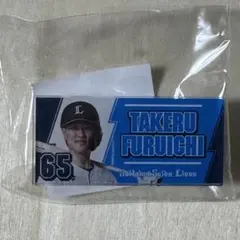 TAKERU
FURUICHI
65
Saitama Seibu Lions